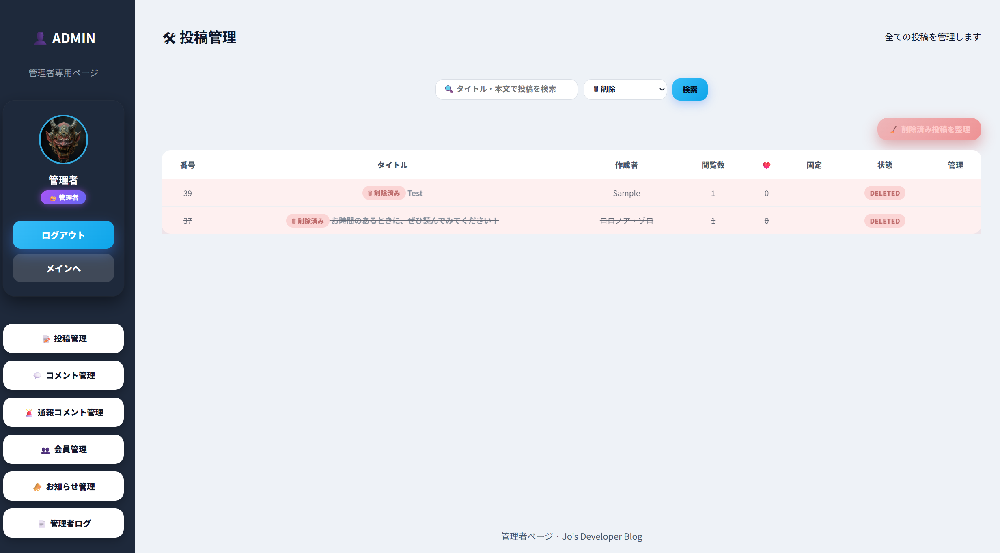 ADMIN
管理者専用ページ
管理者
管理者
ログアウト
メインへ
投稿管理
コメント管理
通報コメント管理
会員管理
お知らせ管理
管理者ログ
投稿管理
全ての投稿を管理します
タイトル・本文で投稿を検索
削除
検索
削除済み投稿を整理
番号 タイトル 作成者 閲覧数 固定 状態 管理
39 削除済み Test Sample 1 0 DELETED
37 削除済み お時間のあるときに、ぜひ読んでみてください！ ロロノア・ゾロ 1 0 DELETED
管理者ページ · Jo's Developer Blog